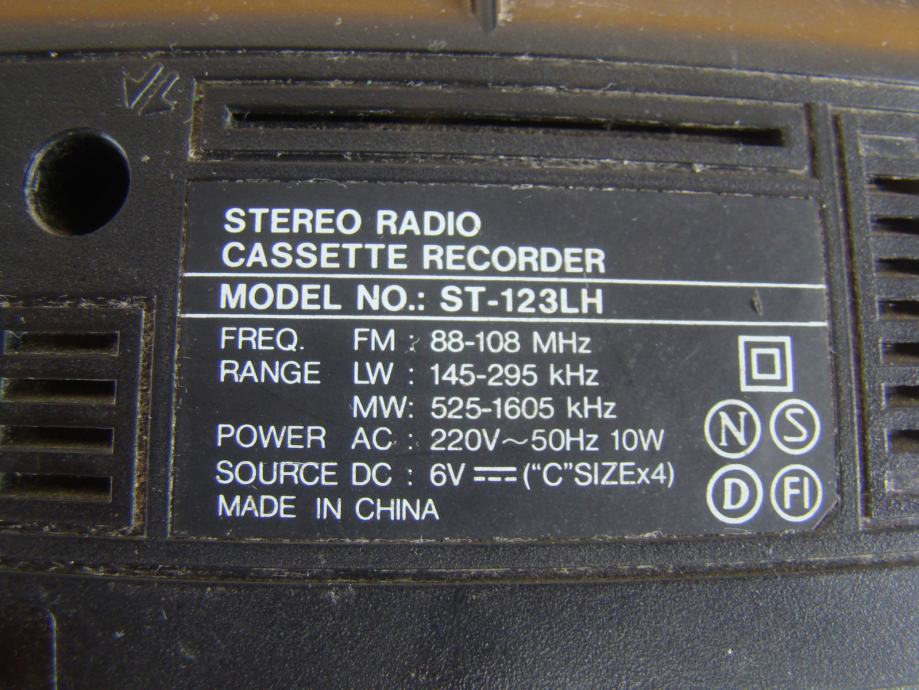 STEREO RADIO
CASSETTE RECORDER
MODEL NO.: ST-123LH
FREQ. FM : 88-108 MHz
RANGE LW : 145-295 kHz
MW: 525-1605 kHz
POWER AC : 220V~50Hz 10W
SOURCE DC : 6V ⎓ ("C"SIZEx4)
MADE IN CHINA
N S
D FI